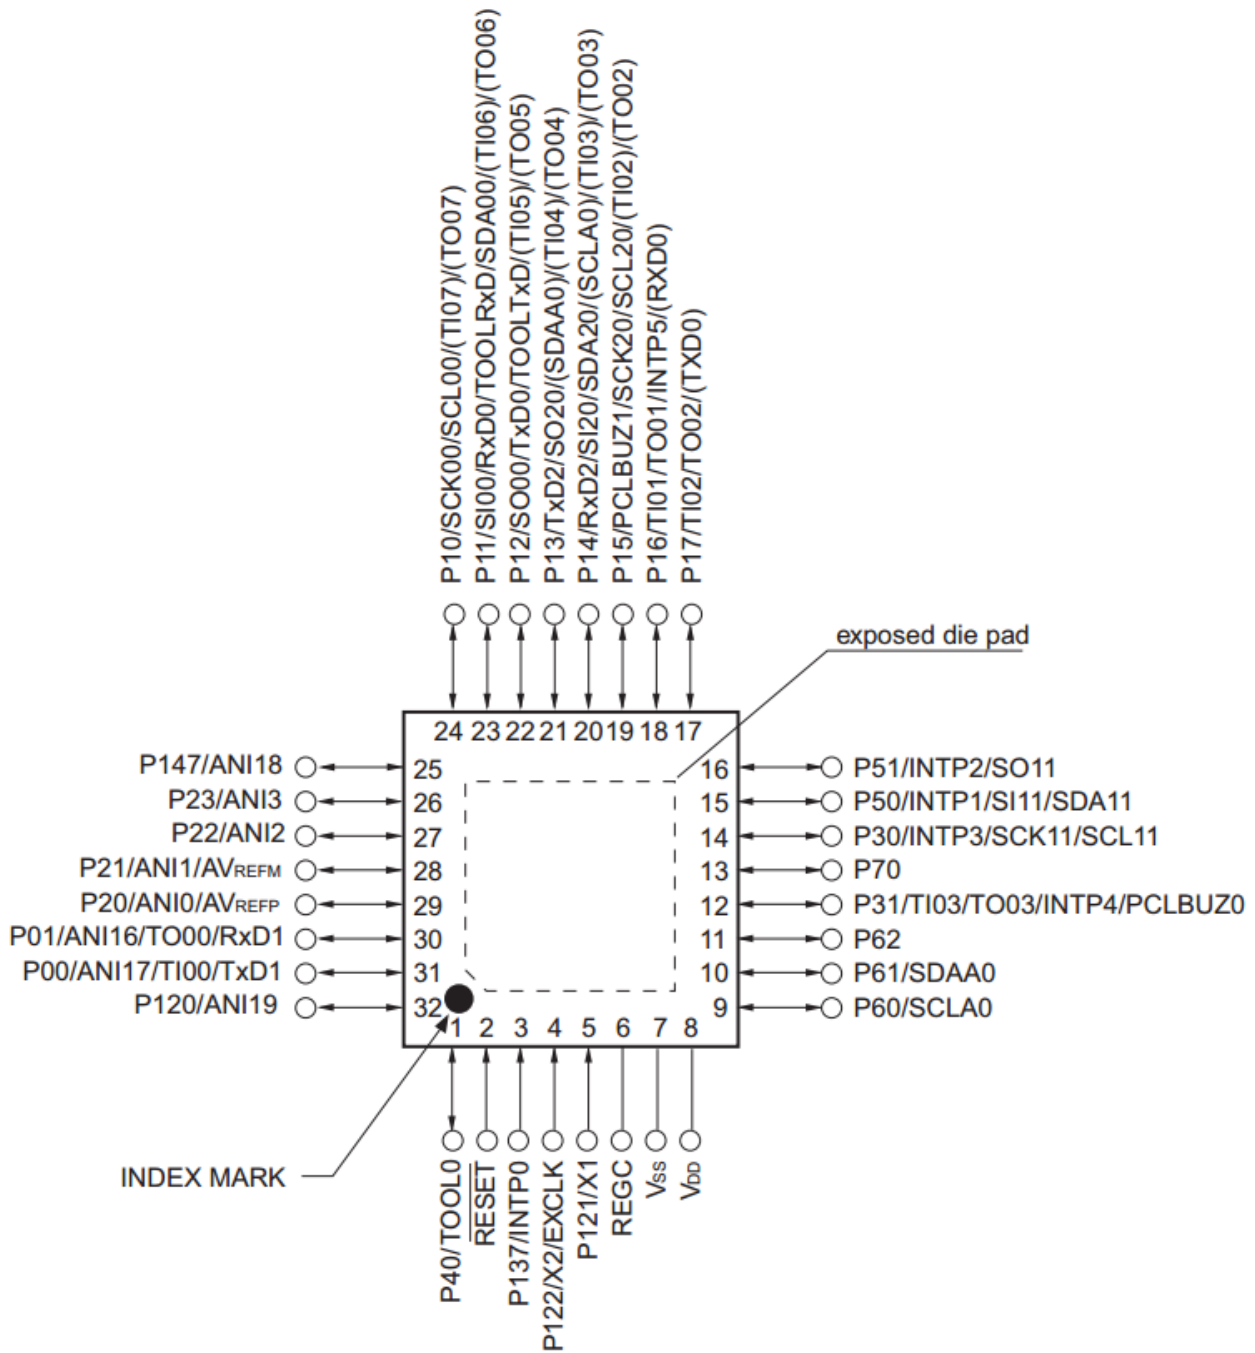 P10/SCK00/SCL00/(TI07)/(TO07)
P11/SI00/RxD0/TOOLRxD/SDA00/(TI06)/(TO06)
P12/SO00/TxD0/TOOLTxD/(TI05)/(TO05)
P13/TxD2/SO20/(SDAA0)/(TI04)/(TO04)
P14/RxD2/SI20/SDA20/(SCLA0)/(TI03)/(TO03)
P15/PCLBUZ1/SCK20/SCL20/(TI02)/(TO02)
P16/TI01/TO01/INTP5/(RXD0)
P17/TI02/TO02/(TXD0)
exposed die pad
24 23 22 21 20 19 18 17
P147/ANI18 25
P23/ANI3 26
P22/ANI2 27
P21/ANI1/AVREFM 28
P20/ANI0/AVREFP 29
P01/ANI16/TO00/RxD1 30
P00/ANI17/TI00/TxD1 31
P120/ANI19 32
16 P51/INTP2/SO11
15 P50/INTP1/SI11/SDA11
14 P30/INTP3/SCK11/SCL11
13 P70
12 P31/TI03/TO03/INTP4/PCLBUZ0
11 P62
10 P61/SDAA0
9 P60/SCLA0
1 2 3 4 5 6 7 8
INDEX MARK
P40/TOOL0
RESET
P137/INTP0
P122/X2/EXCLK
P121/X1
REGC
VSS
VDD